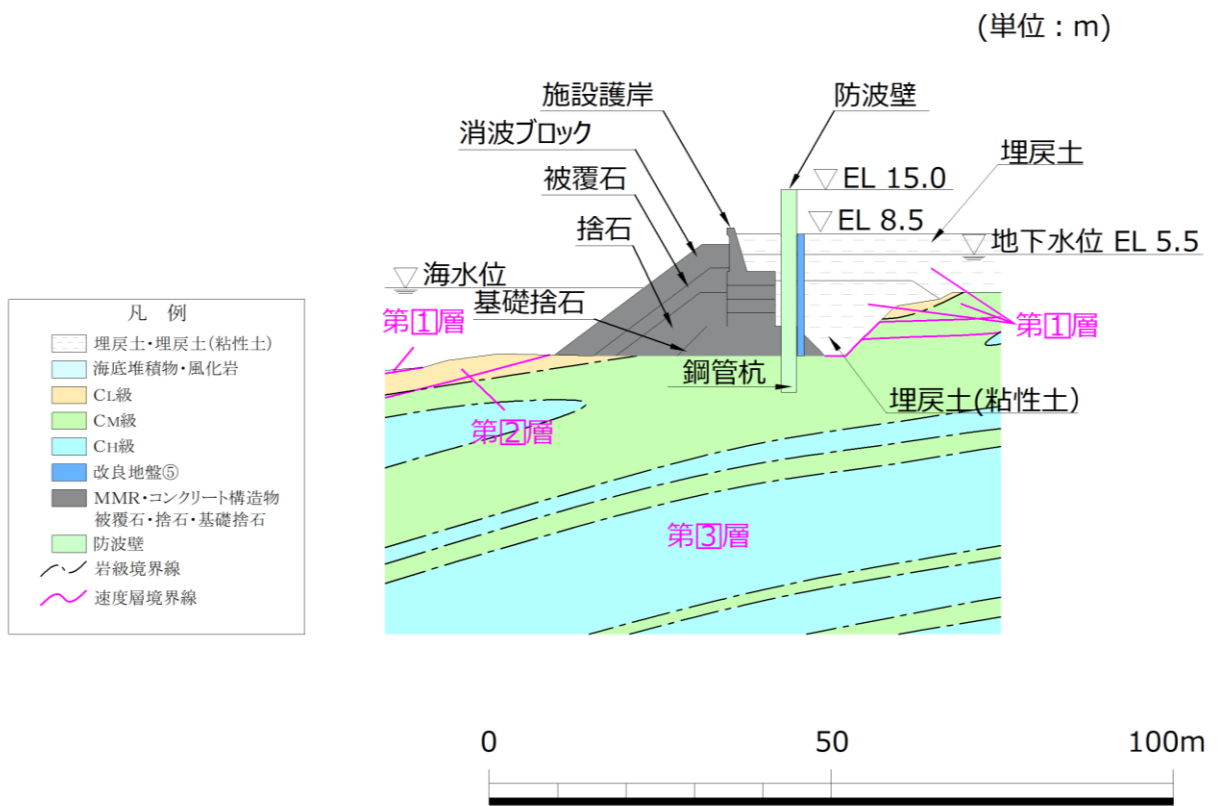 (単位：m)
施設護岸
防波壁
消波ブロック
埋戻土
被覆石
EL 15.0
EL 8.5
捨石
地下水位 EL 5.5
海水位
基礎捨石
第1層
第1層
鋼管杭
埋戻土(粘性土)
第2層
第3層
凡 例
埋戻土・埋戻土(粘性土)
海底堆積物・風化岩
CL級
CM級
CH級
改良地盤⑤
MMR・コンクリート構造物
被覆石・捨石・基礎捨石
防波壁
岩級境界線
速度層境界線
0 50 100m